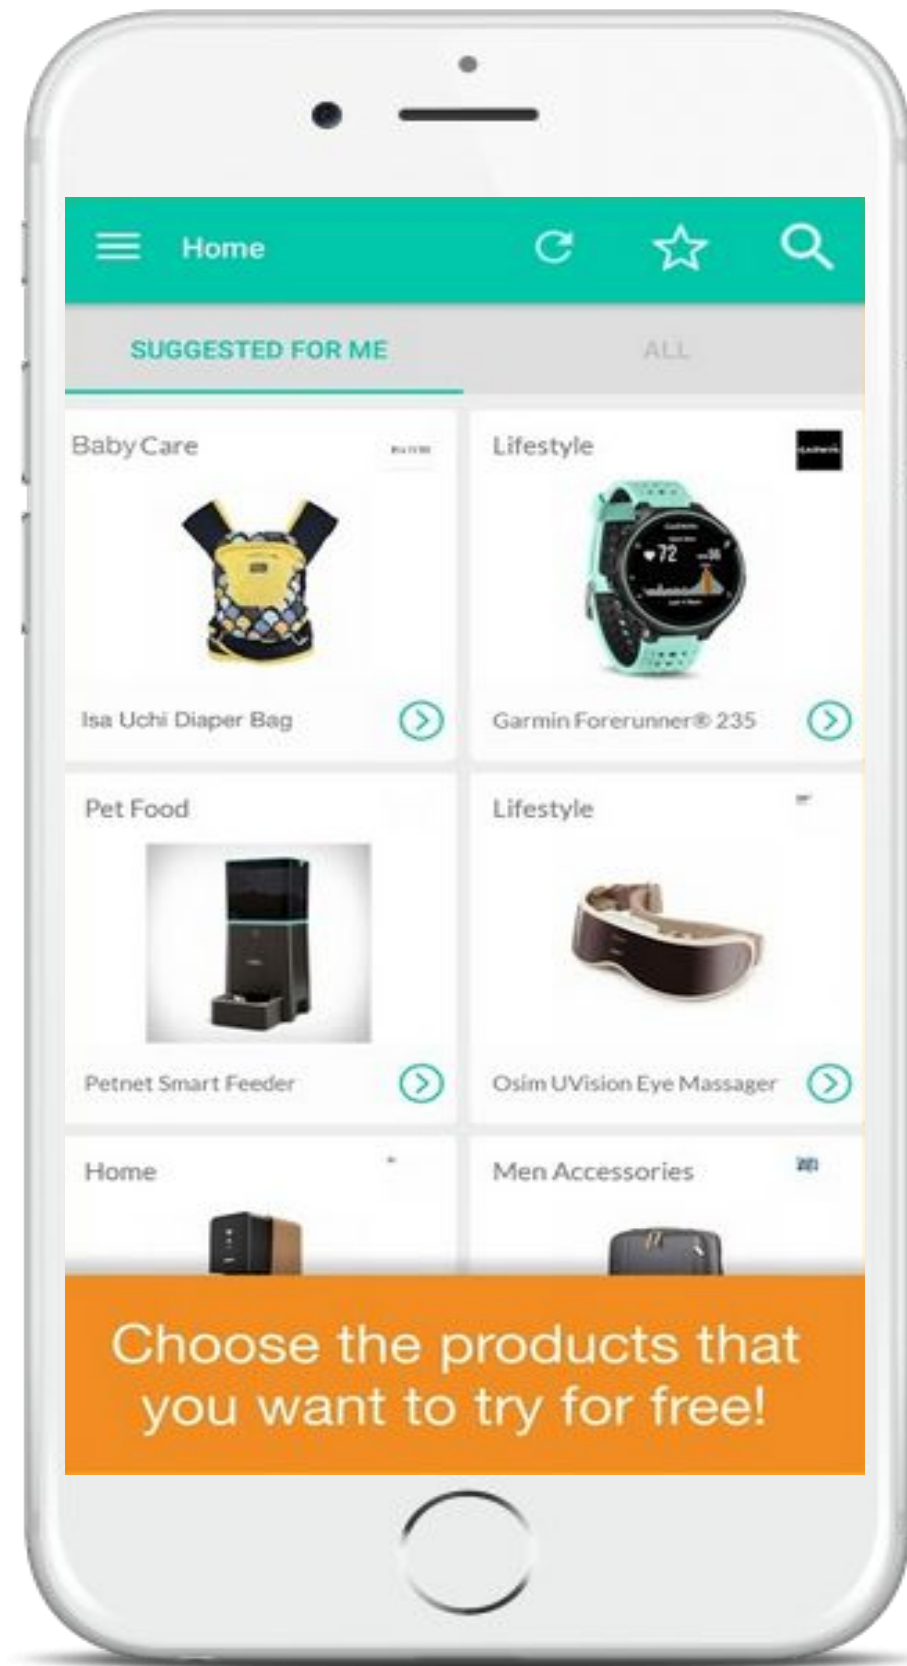 Home
SUGGESTED FOR ME
ALL
Baby Care
Isa Uchi Diaper Bag
Lifestyle
GARMIN
72
Garmin Forerunner® 235
Pet Food
Petnet Smart Feeder
Lifestyle
Osim UVision Eye Massager
Home
Men Accessories
Choose the products that
you want to try for free!